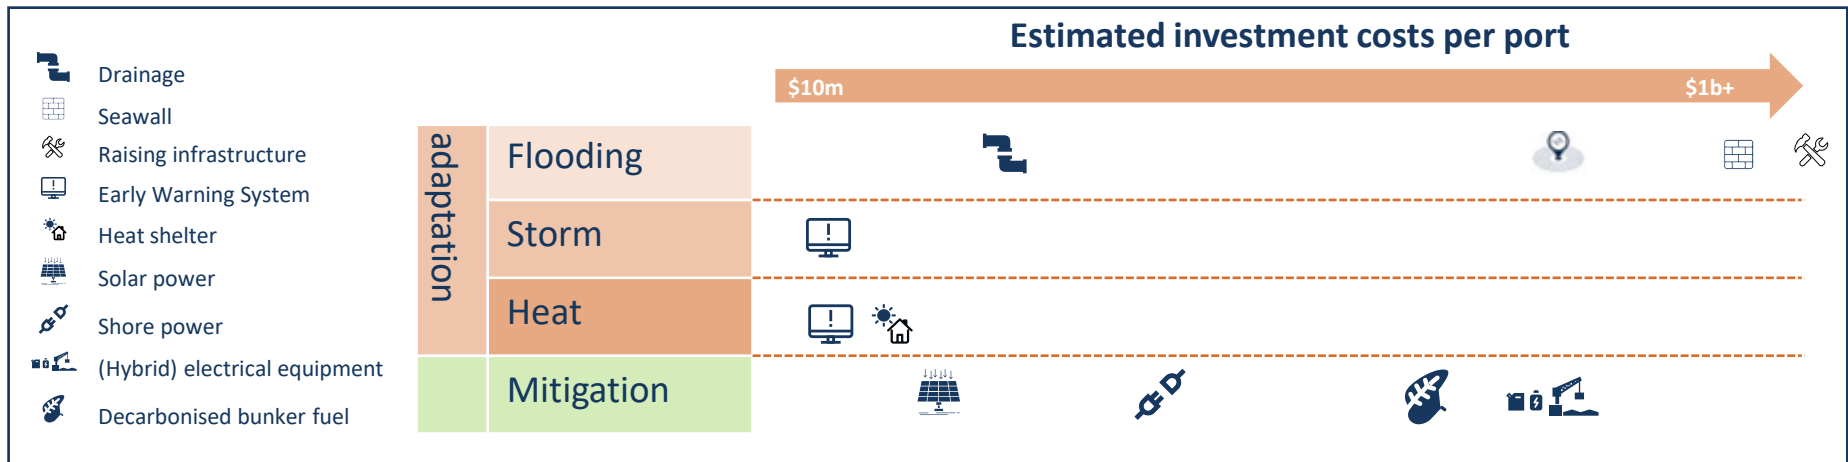 Estimated investment costs per port
$10m
$1b+
Drainage
Seawall
Raising infrastructure
Early Warning System
Heat shelter
Solar power
Shore power
(Hybrid) electrical equipment
Decarbonised bunker fuel
adaptation
Flooding
Storm
Heat
Mitigation